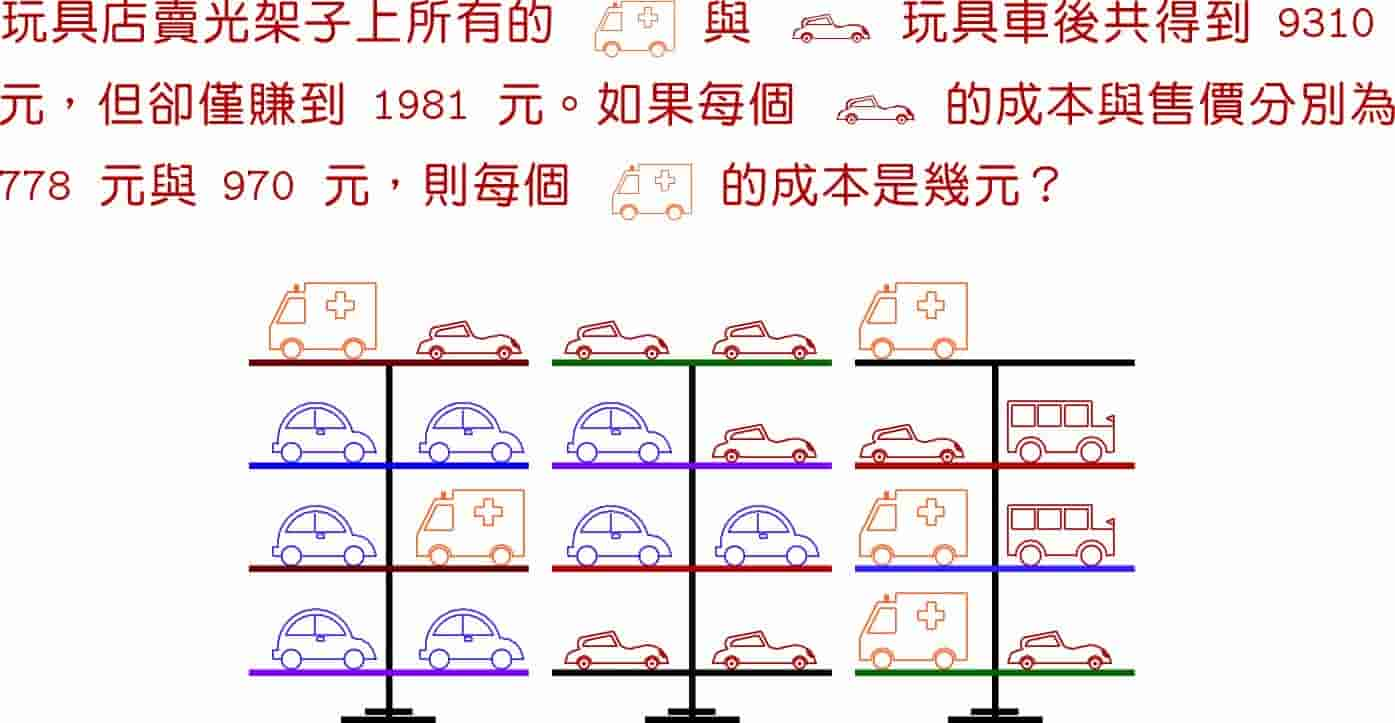 玩具店賣光架子上所有的 與 玩具車後共得到 9310
元，但卻僅賺到 1981 元。如果每個 的成本與售價分別為
778 元與 970 元，則每個 的成本是幾元？